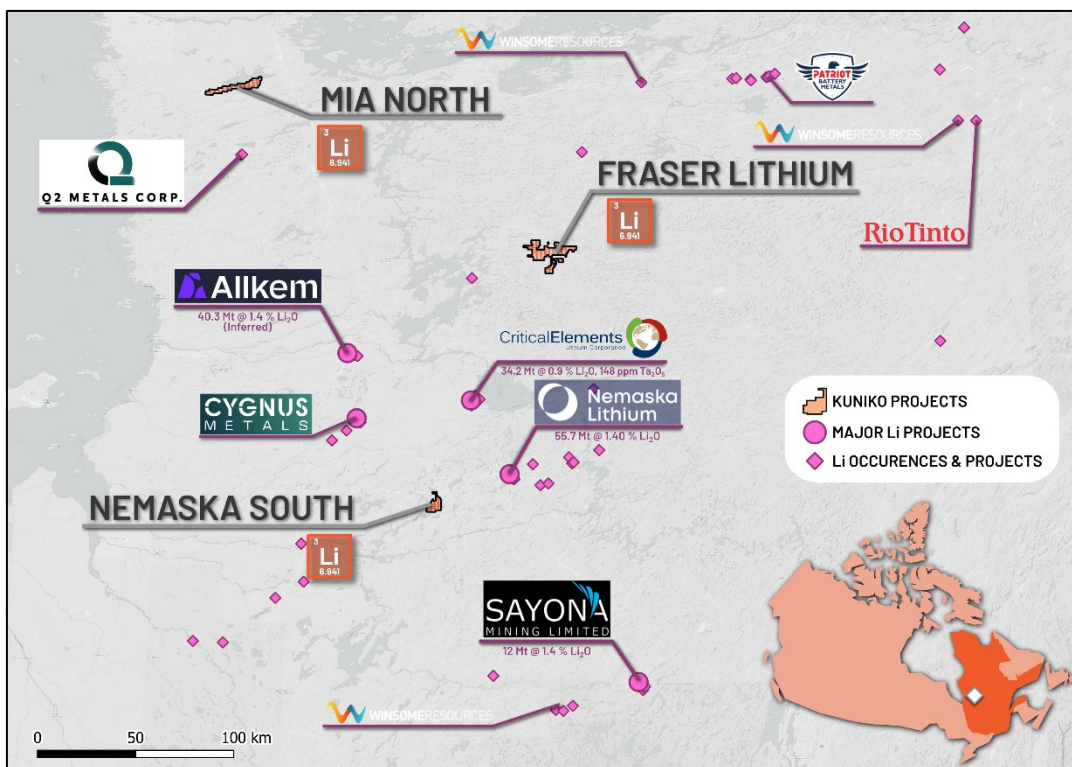 WINSOMERESOURCES
PATRIOT
BATTERY
METALS
MIA NORTH
3
Li
6.941
WINSOMERESOURCES
Q2 METALS CORP.
FRASER LITHIUM
3
Li
6.941
RioTinto
Allkem
40.3 Mt @ 1.4 % Li₂O
(Inferred)
CriticalElements
Lithium Corporation
34.2 Mt @ 0.9 % Li₂O, 148 ppm Ta₂O₅
Nemaska
Lithium
55.7 Mt @ 1.40 % Li₂O
CYGNUS
METALS
KUNIKO PROJECTS
MAJOR Li PROJECTS
Li OCCURENCES & PROJECTS
NEMASKA SOUTH
3
Li
6.941
SAYONA
MINING LIMITED
12 Mt @ 1.4 % Li₂O
WINSOMERESOURCES
0 50 100 km